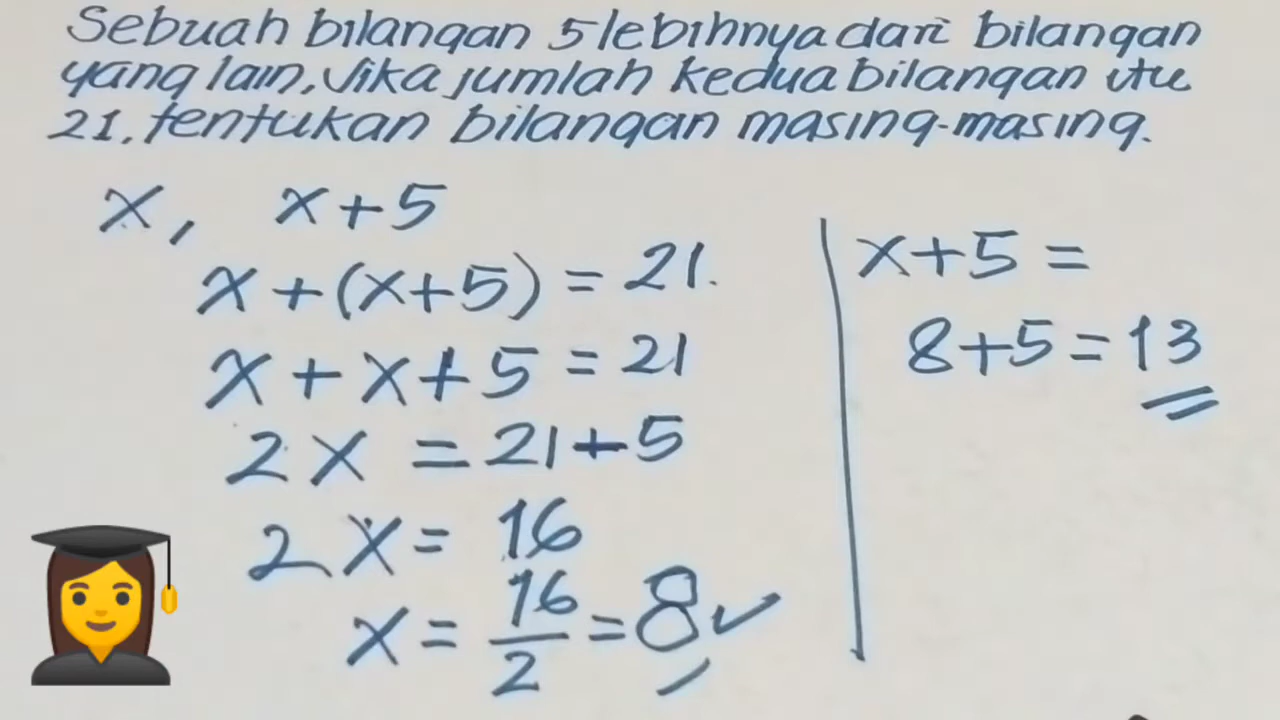 Sebuah bilangan 5 lebihnya dari bilangan
yang lain, Jika jumlah kedua bilangan itu
21, tentukan bilangan masing-masing.
x, x+5
x+(x+5) = 21.
x + x + 5 = 21
2x = 21+5
2x = 16
x = 16/2 = 8 ✓
x+5 =
8+5 = 13